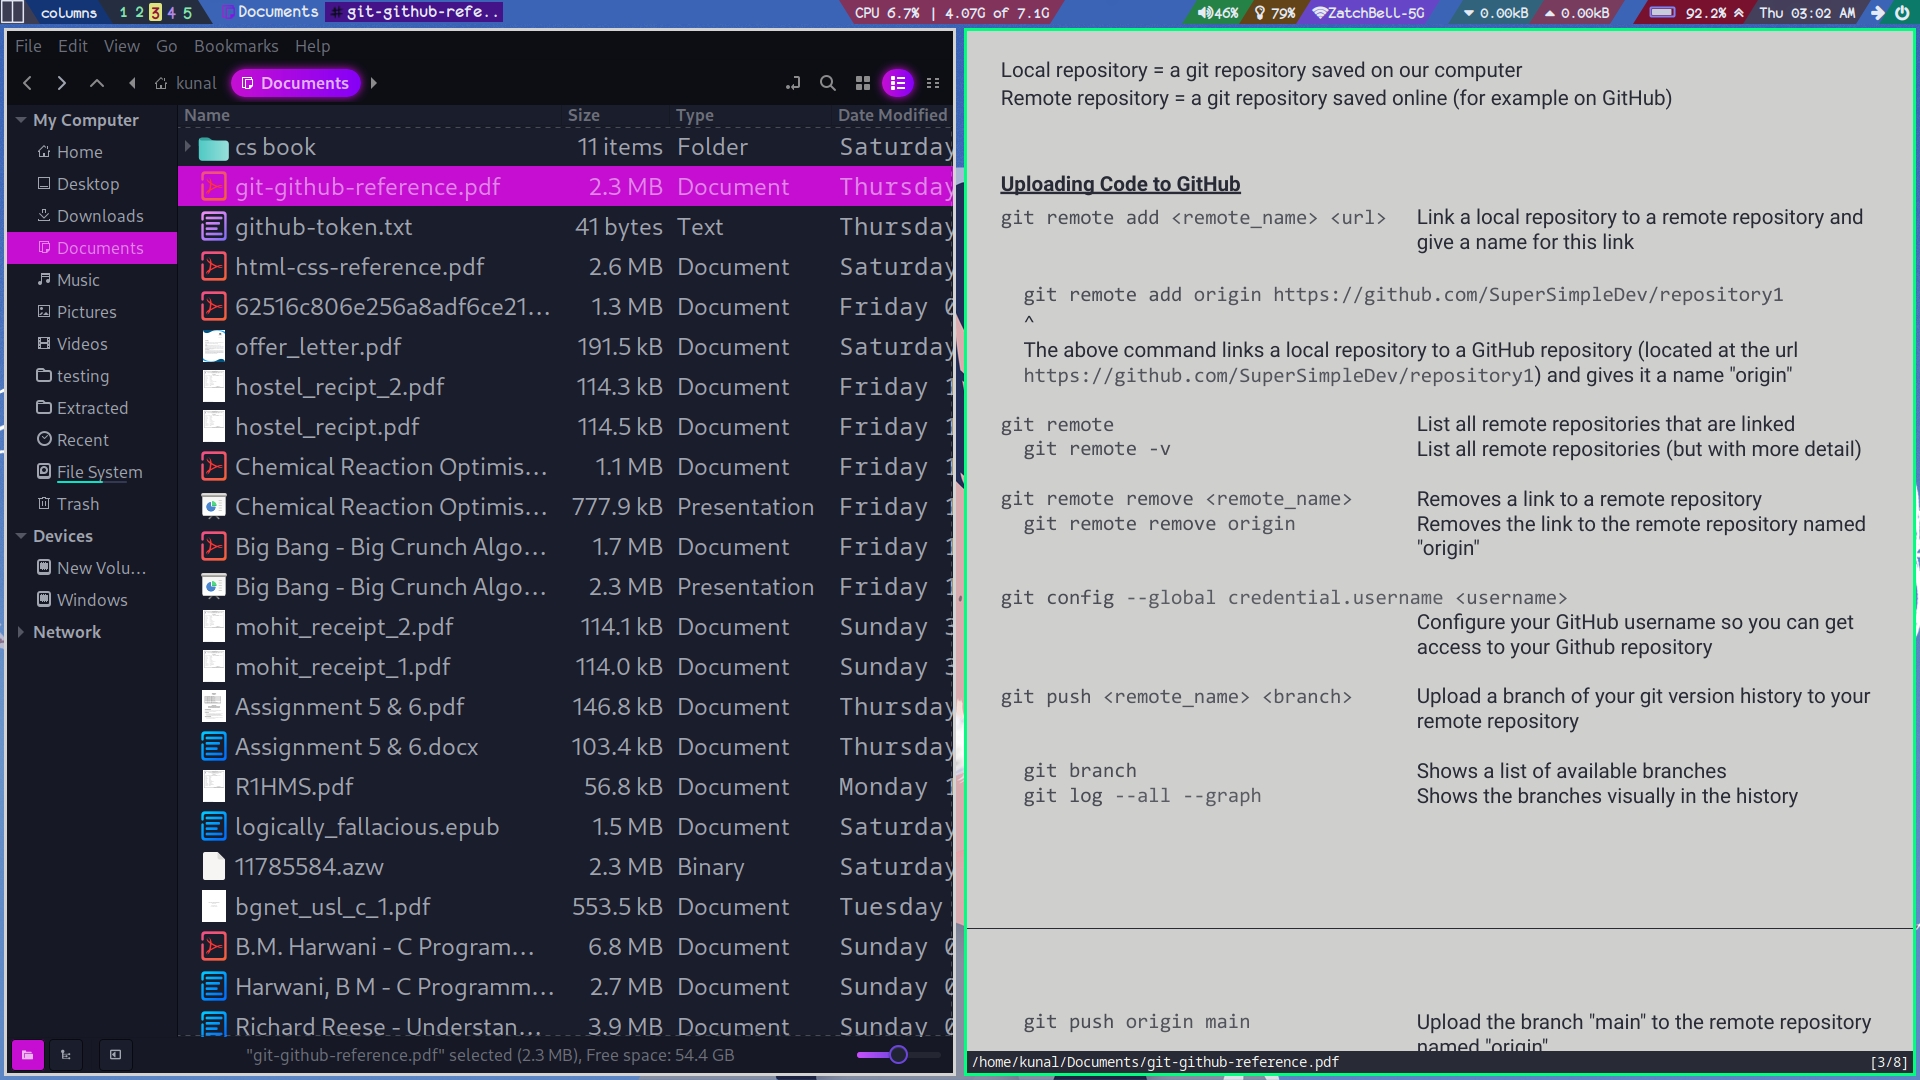 columns 1 2 3 4 5 Documents # git-github-refe..
CPU 6.7% | 4.07G of 7.1G
46% 79% ZatchBell-5G 0.00kB 0.00kB 92.2% Thu 03:02 AM
File Edit View Go Bookmarks Help
kunal Documents
My Computer
Home
Desktop
Downloads
Documents
Music
Pictures
Videos
testing
Extracted
Recent
File System
Trash
Devices
New Volu...
Windows
Network
Name Size Type Date Modified
cs book 11 items Folder Saturday
git-github-reference.pdf 2.3 MB Document Thursday
github-token.txt 41 bytes Text Thursday
html-css-reference.pdf 2.6 MB Document Saturday
62516c806e256a8adf6ce21... 1.3 MB Document Friday
offer_letter.pdf 191.5 kB Document Saturday
hostel_recipt_2.pdf 114.3 kB Document Friday
hostel_recipt.pdf 114.5 kB Document Friday
Chemical Reaction Optimis... 1.1 MB Document Friday
Chemical Reaction Optimis... 777.9 kB Presentation Friday
Big Bang - Big Crunch Algo... 1.7 MB Document Friday
Big Bang - Big Crunch Algo... 2.3 MB Presentation Friday
mohit_receipt_2.pdf 114.1 kB Document Sunday
mohit_receipt_1.pdf 114.0 kB Document Sunday
Assignment 5 & 6.pdf 146.8 kB Document Thursday
Assignment 5 & 6.docx 103.4 kB Document Thursday
R1HMS.pdf 56.8 kB Document Monday
logically_fallacious.epub 1.5 MB Document Saturday
11785584.azw 2.3 MB Binary Saturday
bgnet_usl_c_1.pdf 553.5 kB Document Tuesday
B.M. Harwani - C Program... 6.8 MB Document Sunday
Harwani, B M - C Programm... 2.7 MB Document Sunday
Richard Reese - Understan... 3.9 MB Document Sunday
"git-github-reference.pdf" selected (2.3 MB), Free space: 54.4 GB
Local repository = a git repository saved on our computer
Remote repository = a git repository saved online (for example on GitHub)
Uploading Code to GitHub
git remote add <remote_name> <url> Link a local repository to a remote repository and
give a name for this link
git remote add origin https://github.com/SuperSimpleDev/repository1
^
The above command links a local repository to a GitHub repository (located at the url
https://github.com/SuperSimpleDev/repository1) and gives it a name "origin"
git remote List all remote repositories that are linked
git remote -v List all remote repositories (but with more detail)
git remote remove <remote_name> Removes a link to a remote repository
git remote remove origin Removes the link to the remote repository named
"origin"
git config --global credential.username <username>
Configure your GitHub username so you can get
access to your Github repository
git push <remote_name> <branch> Upload a branch of your git version history to your
remote repository
git branch Shows a list of available branches
git log --all --graph Shows the branches visually in the history
git push origin main Upload the branch "main" to the remote repository
named "origin"
/home/kunal/Documents/git-github-reference.pdf [3/8]